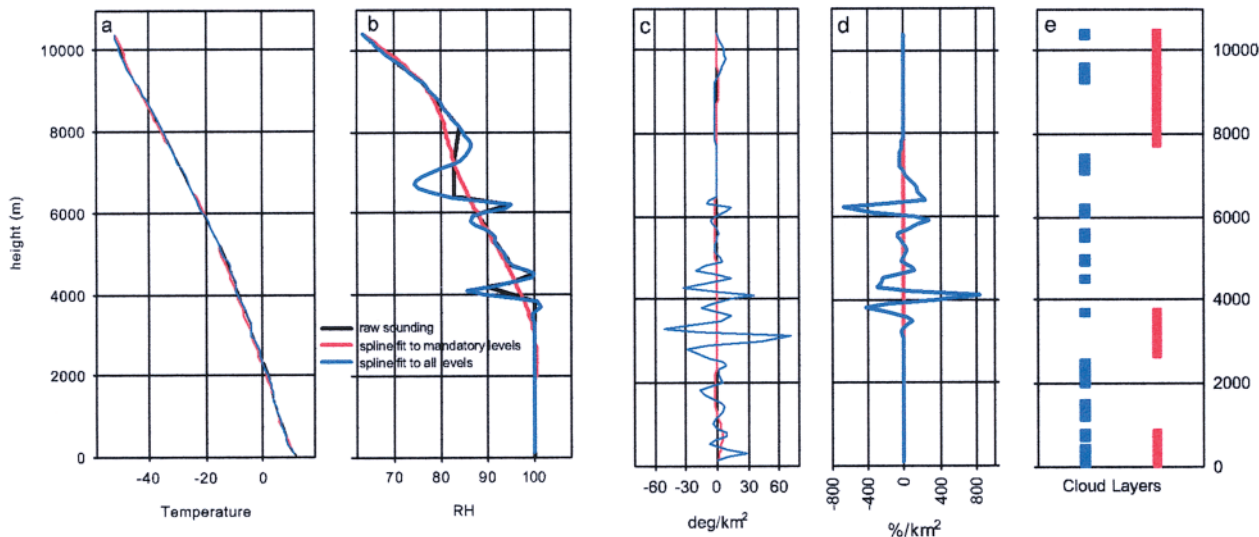 a
b
c
d
e
10000
8000
6000
4000
2000
0
height (m)
-40
-20
0
Temperature
70
80
90
100
RH
raw sounding
spline fit to mandatory levels
spline fit to all levels
-60
-30
0
30
60
deg/km²
-800
-400
0
400
800
%/km²
Cloud Layers
10000
8000
6000
4000
2000
0